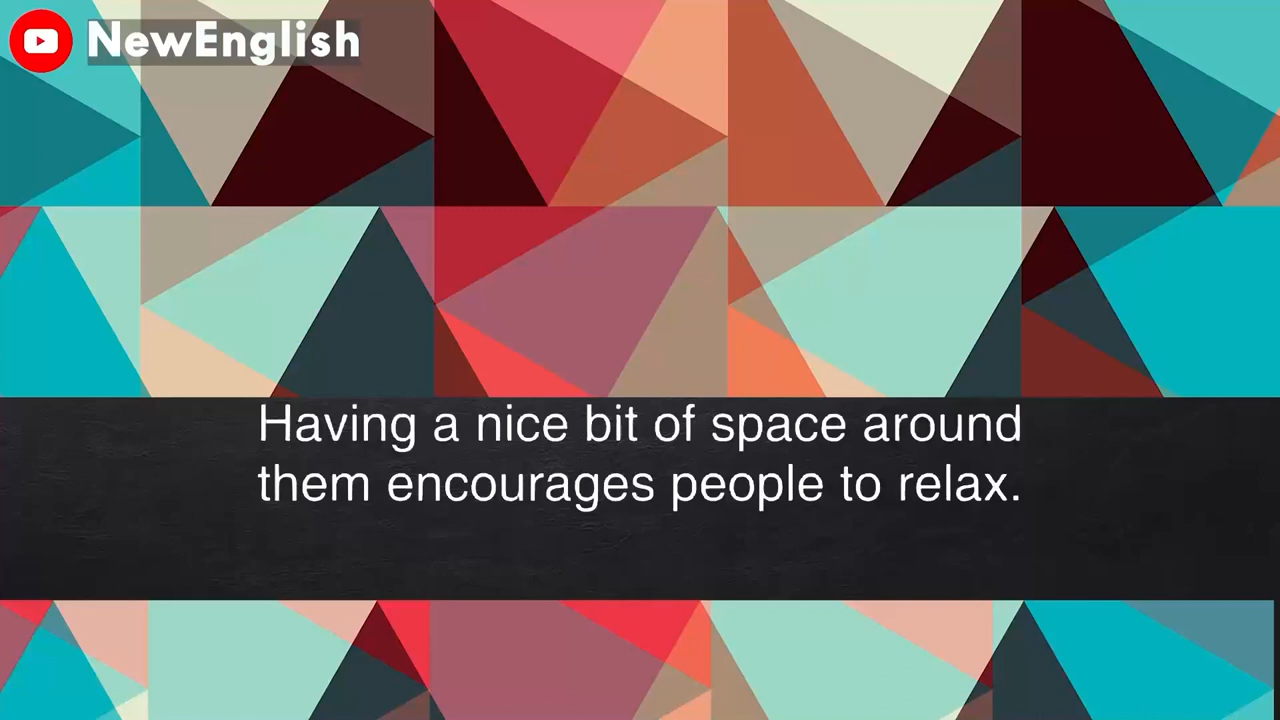 NewEnglish
Having a nice bit of space around
them encourages people to relax.